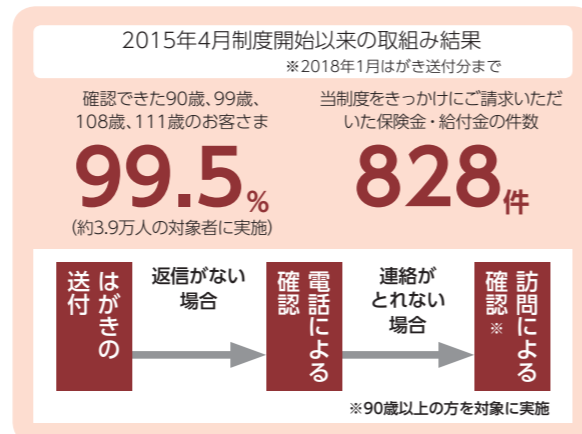 2015年4月制度開始以来の取組み結果
※2018年1月はがき送付分まで
確認できた90歳、99歳、
108歳、111歳のお客さま
99.5%
(約3.9万人の対象者に実施)
当制度をきっかけにご請求いただ
いた保険金・給付金の件数
828件
はがきの
送付
返信がない
場合
電話による
確認
連絡が
とれない
場合
訪問による
確認※
※90歳以上の方を対象に実施